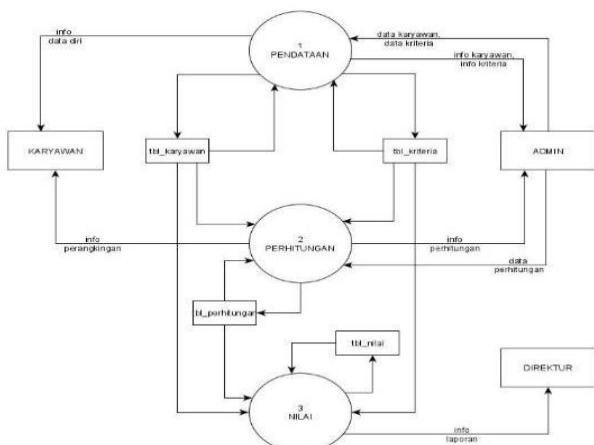 info
data diri
1
PENDATAAN
data karyawan,
data kriteria
info karyawan,
info kriteria
KARYAWAN
tbl_karyawan
tbl_kriteria
ADMIN
info
perangkingan
2
PERHITUNGAN
info
perhitungan
data
perhitungan
bl_perhitungan
tbl_nilai
DIREKTUR
3
NILAI
info
laporan